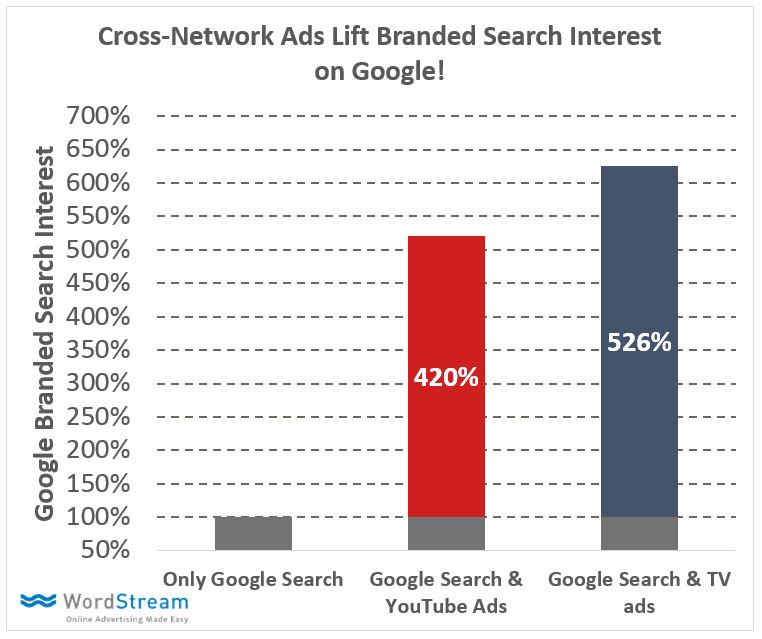 Cross-Network Ads Lift Branded Search Interest
on Google!
Google Branded Search Interest
700%
650%
600%
550%
500%
450%
400%
350%
300%
250%
200%
150%
100%
50%
420%
526%
Only Google Search
Google Search &
YouTube Ads
Google Search & TV
ads
WordStream
Online Advertising Made Easy